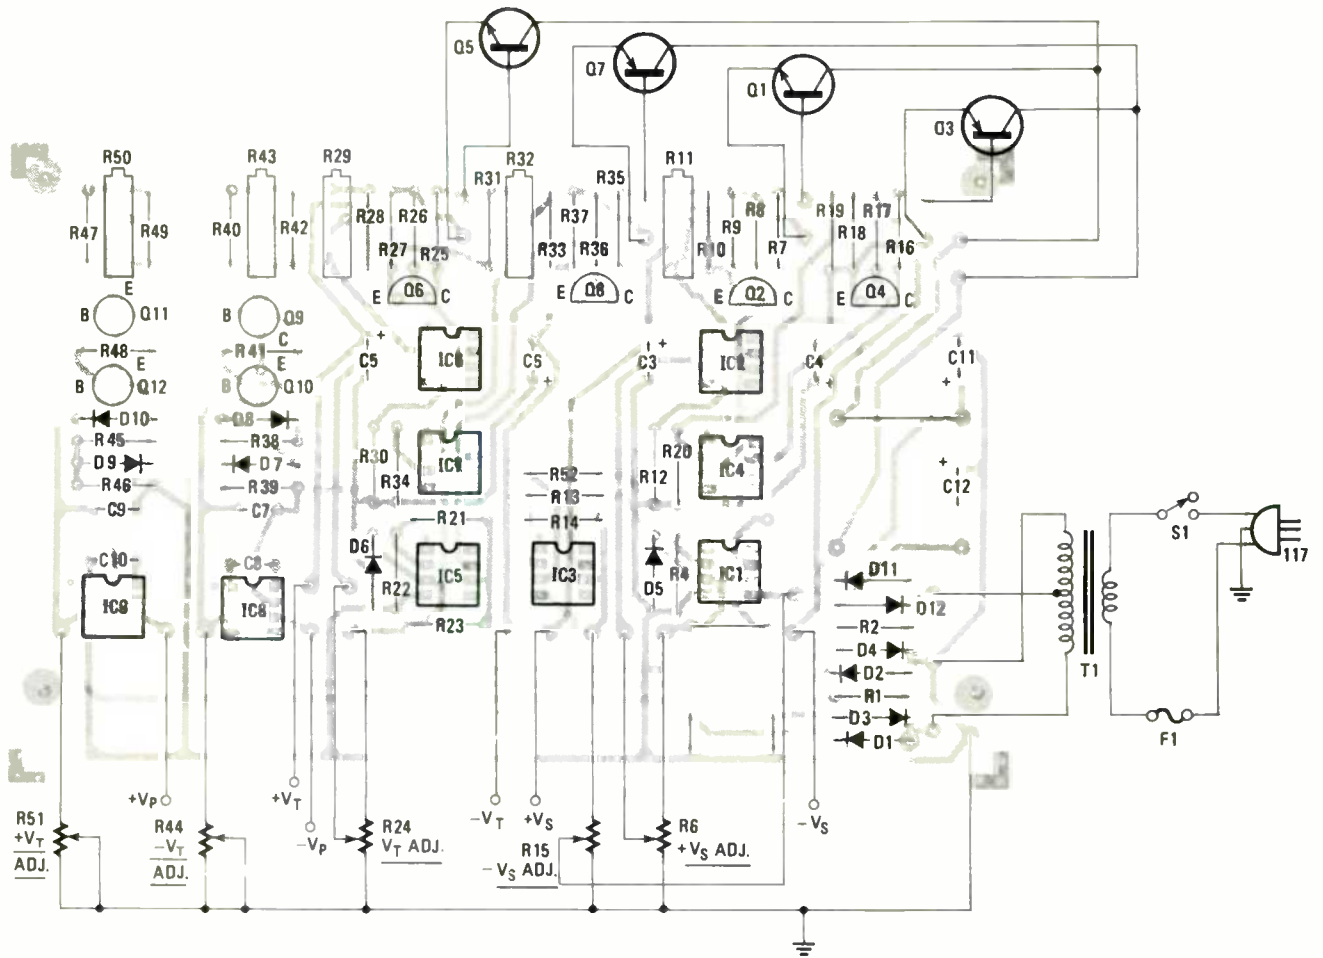 Q5
Q7
Q1
Q3
R50
R43
R29
R31
R32
R35
R11
R47
R49
R40
R42
R28
R26
R27
R25
R33
R37
R36
R10
R9
R8
R7
R19
R18
R17
R16
E
B
Q11
B
Q9
C
E
Q6
C
E
Q8
C
E
Q2
C
E
Q4
C
R48
E
R41
E
C5
C6
C3
+
C4
+
C11
+
B
Q12
B
Q10
+
+
IC2
D10
D8
R45
R38
D9
D7
R46
R39
C9
C7
R30
R34
R52
R13
R14
R12
R20
IC4
C12
+
R21
D6
R22
R23
IC5
IC3
D5
R4
IC1
C10
C8
IC9
IC8
D11
D12
R2
D4
D2
R1
D3
D1
T1
S1
117
F1
+VP
+VT
-VP
-VT
+VS
-VS
R51
+VT
ADJ.
R44
-VT
ADJ.
R24
VT ADJ.
R15
-VS ADJ.
R6
+VS ADJ.